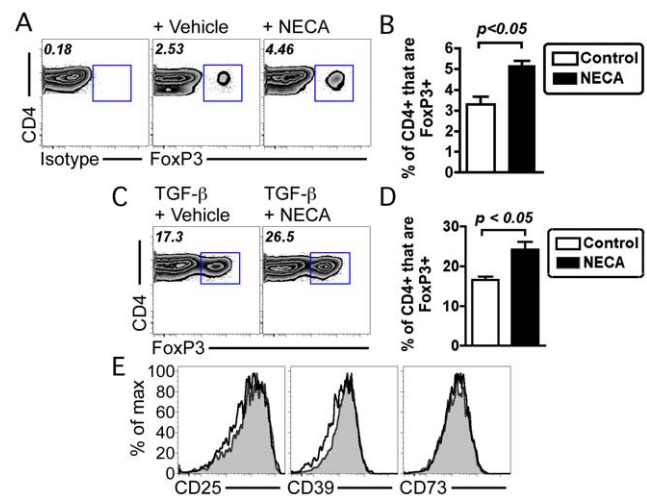 A
+ Vehicle
+ NECA
0.18
2.53
4.46
CD4
Isotype
FoxP3
B
p<0.05
% of CD4+ that are
FoxP3+
6
5
4
3
2
1
0
Control
NECA
C
TGF-β
+ Vehicle
TGF-β
+ NECA
17.3
26.5
CD4
FoxP3
D
p < 0.05
% of CD4+ that are
FoxP3+
30
20
10
0
Control
NECA
E
% of max
100
80
60
40
20
0
CD25
CD39
CD73